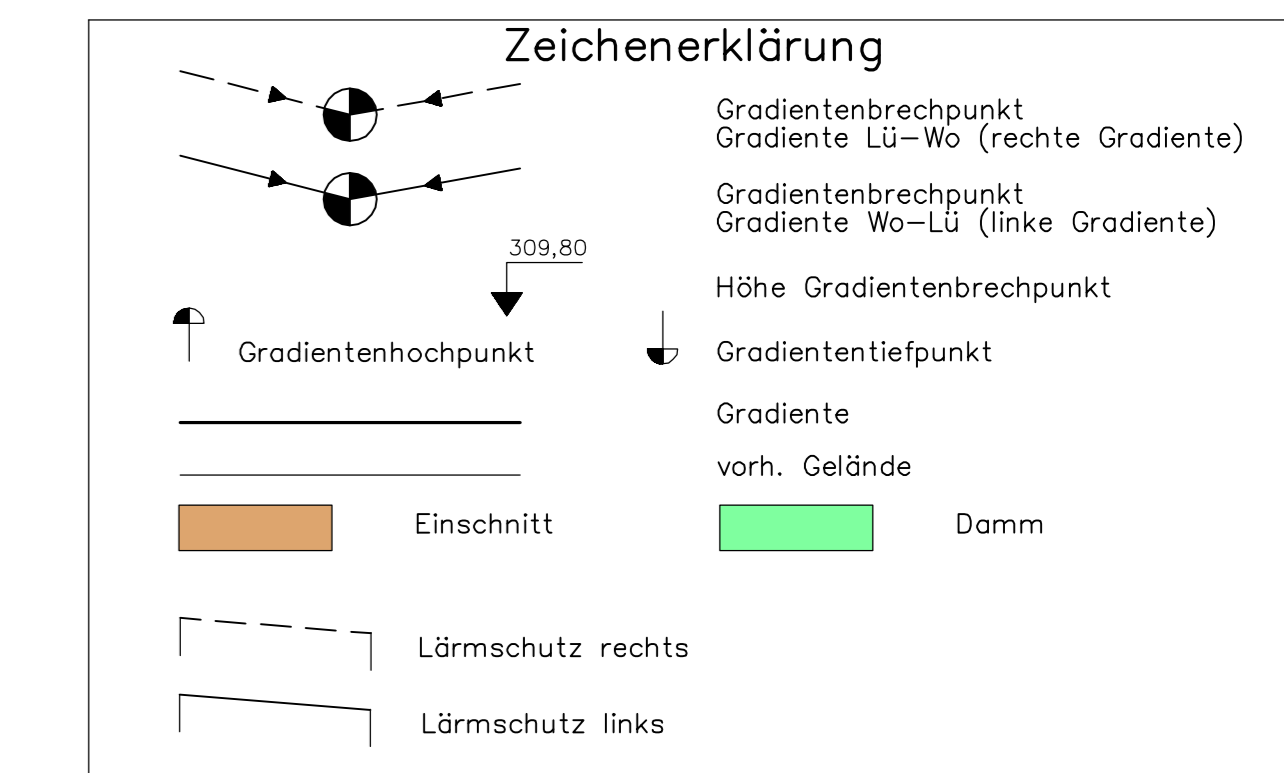 Zeichenerklärung
Gradientenbrechpunkt
Gradiente Lü-Wo (rechte Gradiente)
Gradientenbrechpunkt
Gradiente Wo-Lü (linke Gradiente)
309,80
Höhe Gradientenbrechpunkt
Gradientenhochpunkt
Gradiententiefpunkt
Gradiente
vorh. Gelände
Einschnitt
Damm
Lärmschutz rechts
Lärmschutz links